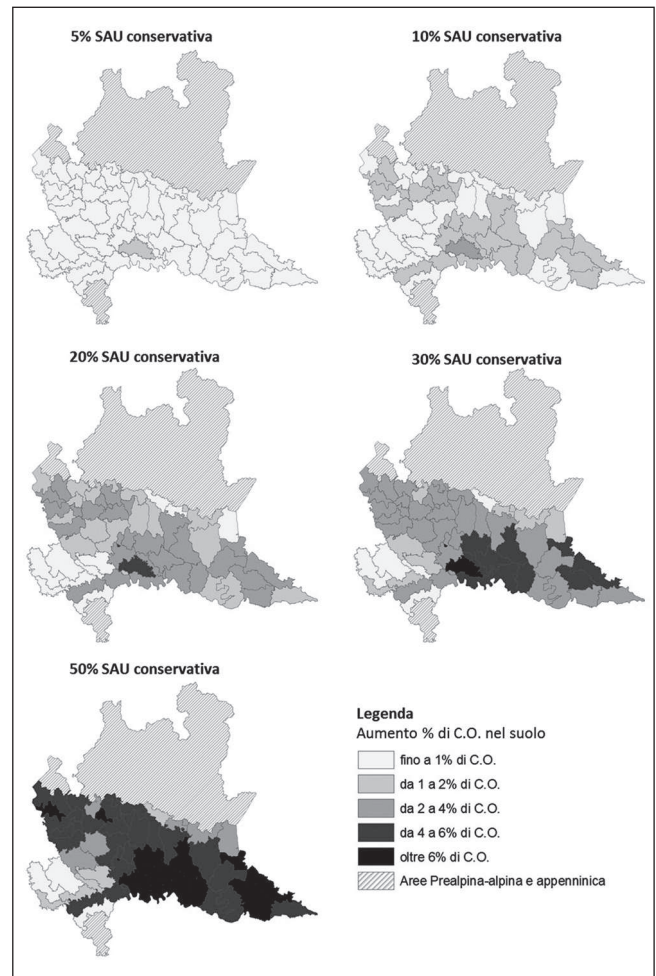 5% SAU conservativa
10% SAU conservativa
20% SAU conservativa
30% SAU conservativa
50% SAU conservativa
Legenda
Aumento % di C.O. nel suolo
fino a 1% di C.O.
da 1 a 2% di C.O.
da 2 a 4% di C.O.
da 4 a 6% di C.O.
oltre 6% di C.O.
Aree Prealpina-alpina e appenninica